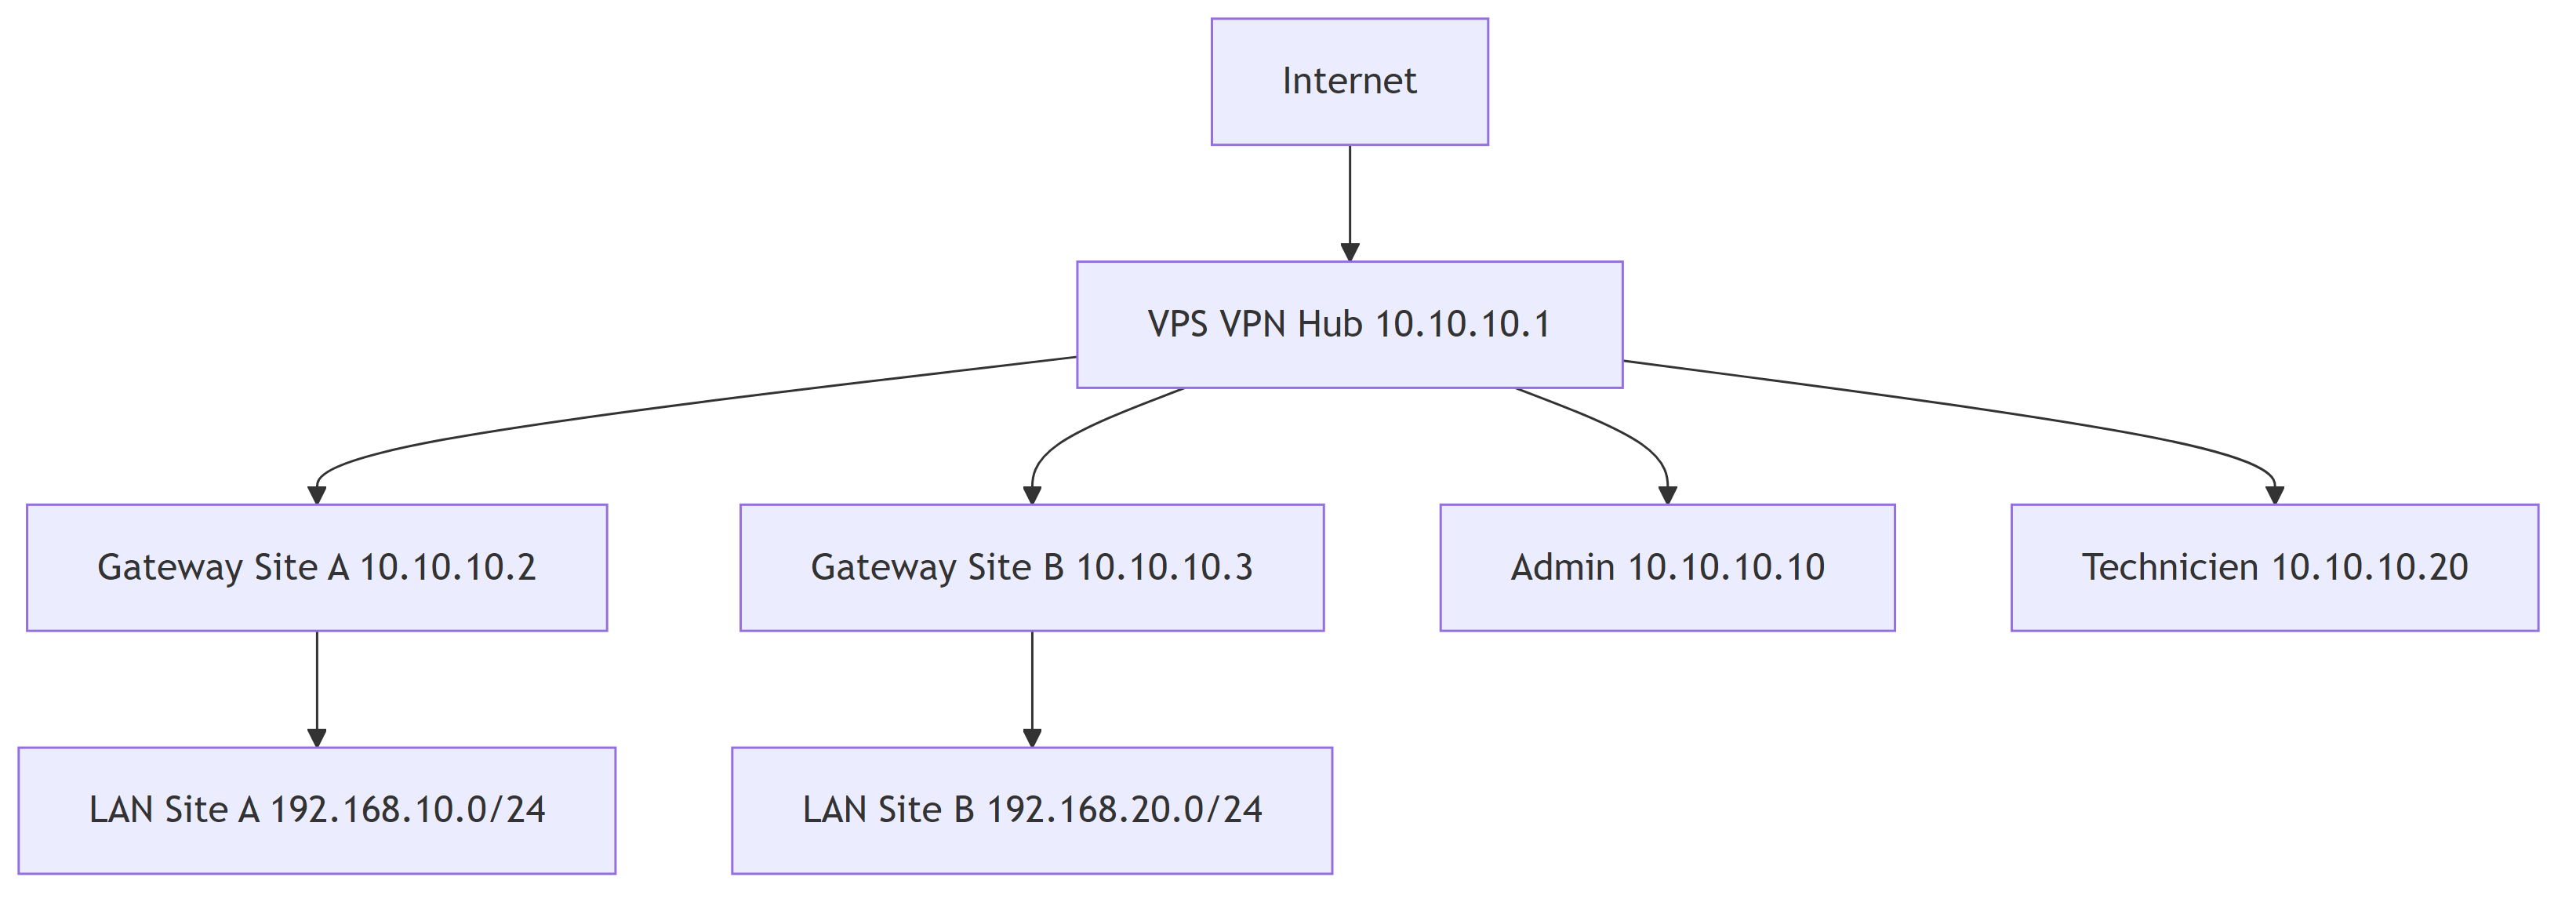 Internet
VPS VPN Hub 10.10.10.1
Gateway Site A 10.10.10.2
Gateway Site B 10.10.10.3
Admin 10.10.10.10
Technicien 10.10.10.20
LAN Site A 192.168.10.0/24
LAN Site B 192.168.20.0/24